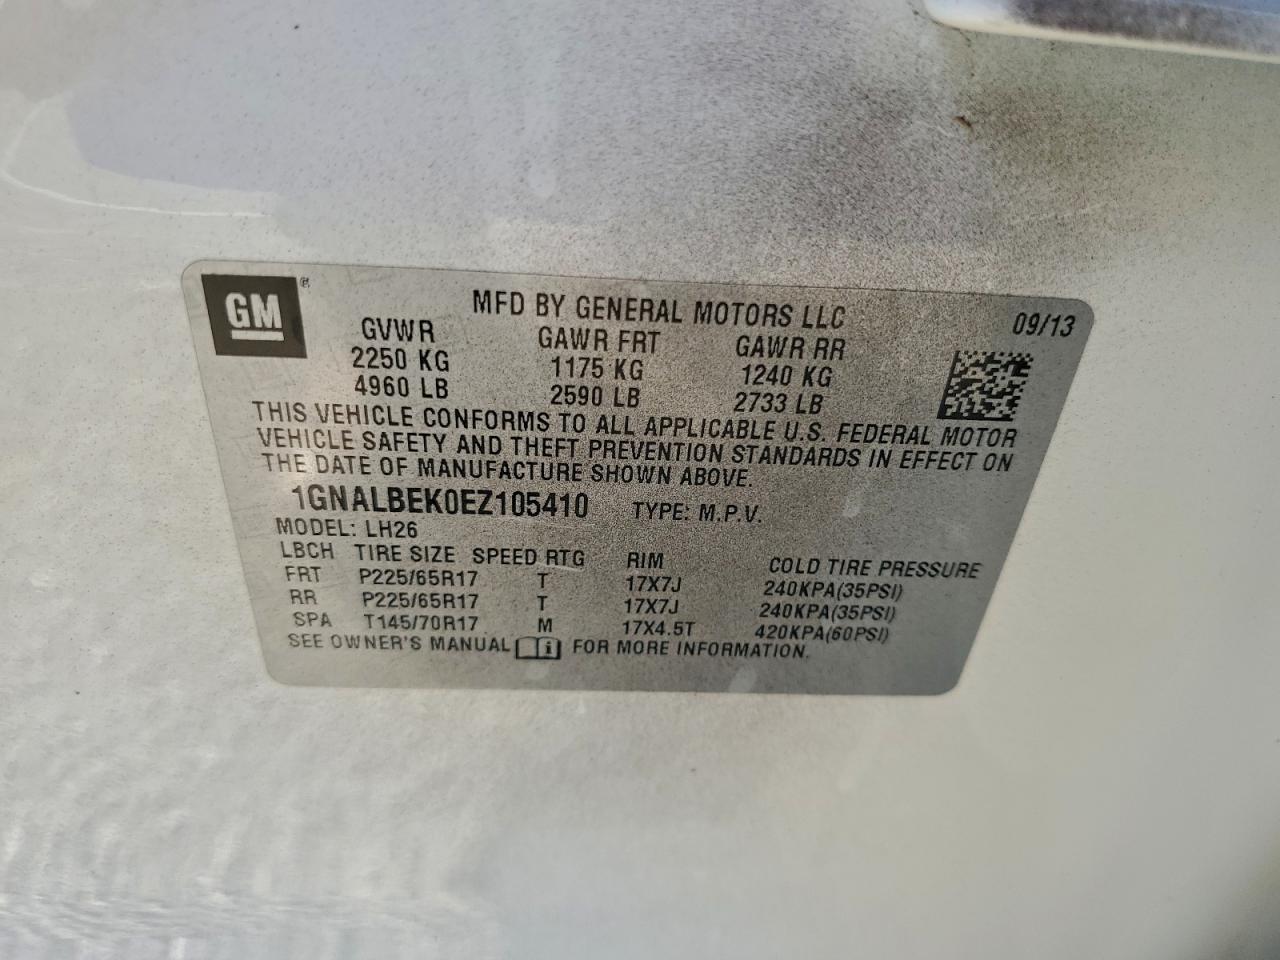 GM
MFD BY GENERAL MOTORS LLC 09/13
GVWR GAWR FRT GAWR RR
2250 KG 1175 KG 1240 KG
4960 LB 2590 LB 2733 LB
THIS VEHICLE CONFORMS TO ALL APPLICABLE U.S. FEDERAL MOTOR
VEHICLE SAFETY AND THEFT PREVENTION STANDARDS IN EFFECT ON
THE DATE OF MANUFACTURE SHOWN ABOVE.
1GNALBEK0EZ105410 TYPE: M.P.V.
MODEL: LH26
LBCH TIRE SIZE SPEED RTG RIM COLD TIRE PRESSURE
FRT P225/65R17 T 17X7J 240KPA(35PSI)
RR P225/65R17 T 17X7J 240KPA(35PSI)
SPA T145/70R17 M 17X4.5T 420KPA(60PSI)
SEE OWNER'S MANUAL i FOR MORE INFORMATION.